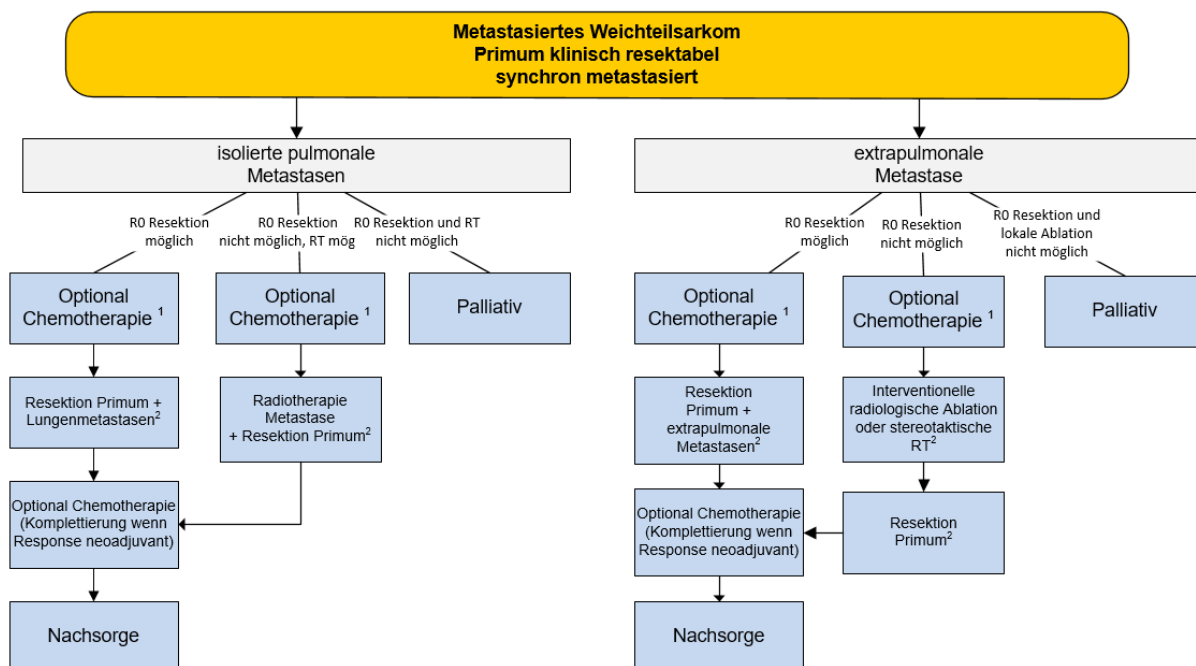 Metastasiertes Weichteilsarkom
Primum klinisch resektabel
synchron metastasiert
isolierte pulmonale
Metastasen
extrapulmonale
Metastase
R0 Resektion
möglich
R0 Resektion
nicht möglich, RT mög
R0 Resektion und RT
nicht möglich
R0 Resektion
möglich
R0 Resektion
nicht möglich
R0 Resektion und
lokale Ablation
nicht möglich
Optional
Chemotherapie ¹
Optional
Chemotherapie ¹
Palliativ
Optional
Chemotherapie ¹
Optional
Chemotherapie ¹
Palliativ
Resektion Primum +
Lungenmetastasen²
Radiotherapie
Metastase
+ Resektion Primum²
Resektion
Primum +
extrapulmonale
Metastasen²
Interventionelle
radiologische Ablation
oder stereotaktische
RT²
Optional Chemotherapie
(Komplettierung wenn
Response neoadjuvant)
Optional Chemotherapie
(Komplettierung wenn
Response neoadjuvant)
Resektion
Primum²
Nachsorge
Nachsorge